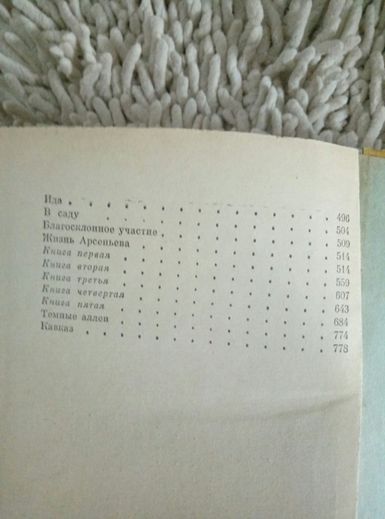 Ида . . . . . . . . . . . . 496
В саду . . . . . . . . . . 504
Благосклонное участие . . . . . . . 509
Жизнь Арсеньева . . . . . . . . . 514
Книга первая . . . . . . . . . 514
Книга вторая . . . . . . . . . 559
Книга третья . . . . . . . . . 607
Книга четвертая . . . . . . . . 643
Книга пятая . . . . . . . . . 684
Темные аллеи . . . . . . . . . 774
Кавказ . . . . . . . . . . . 778